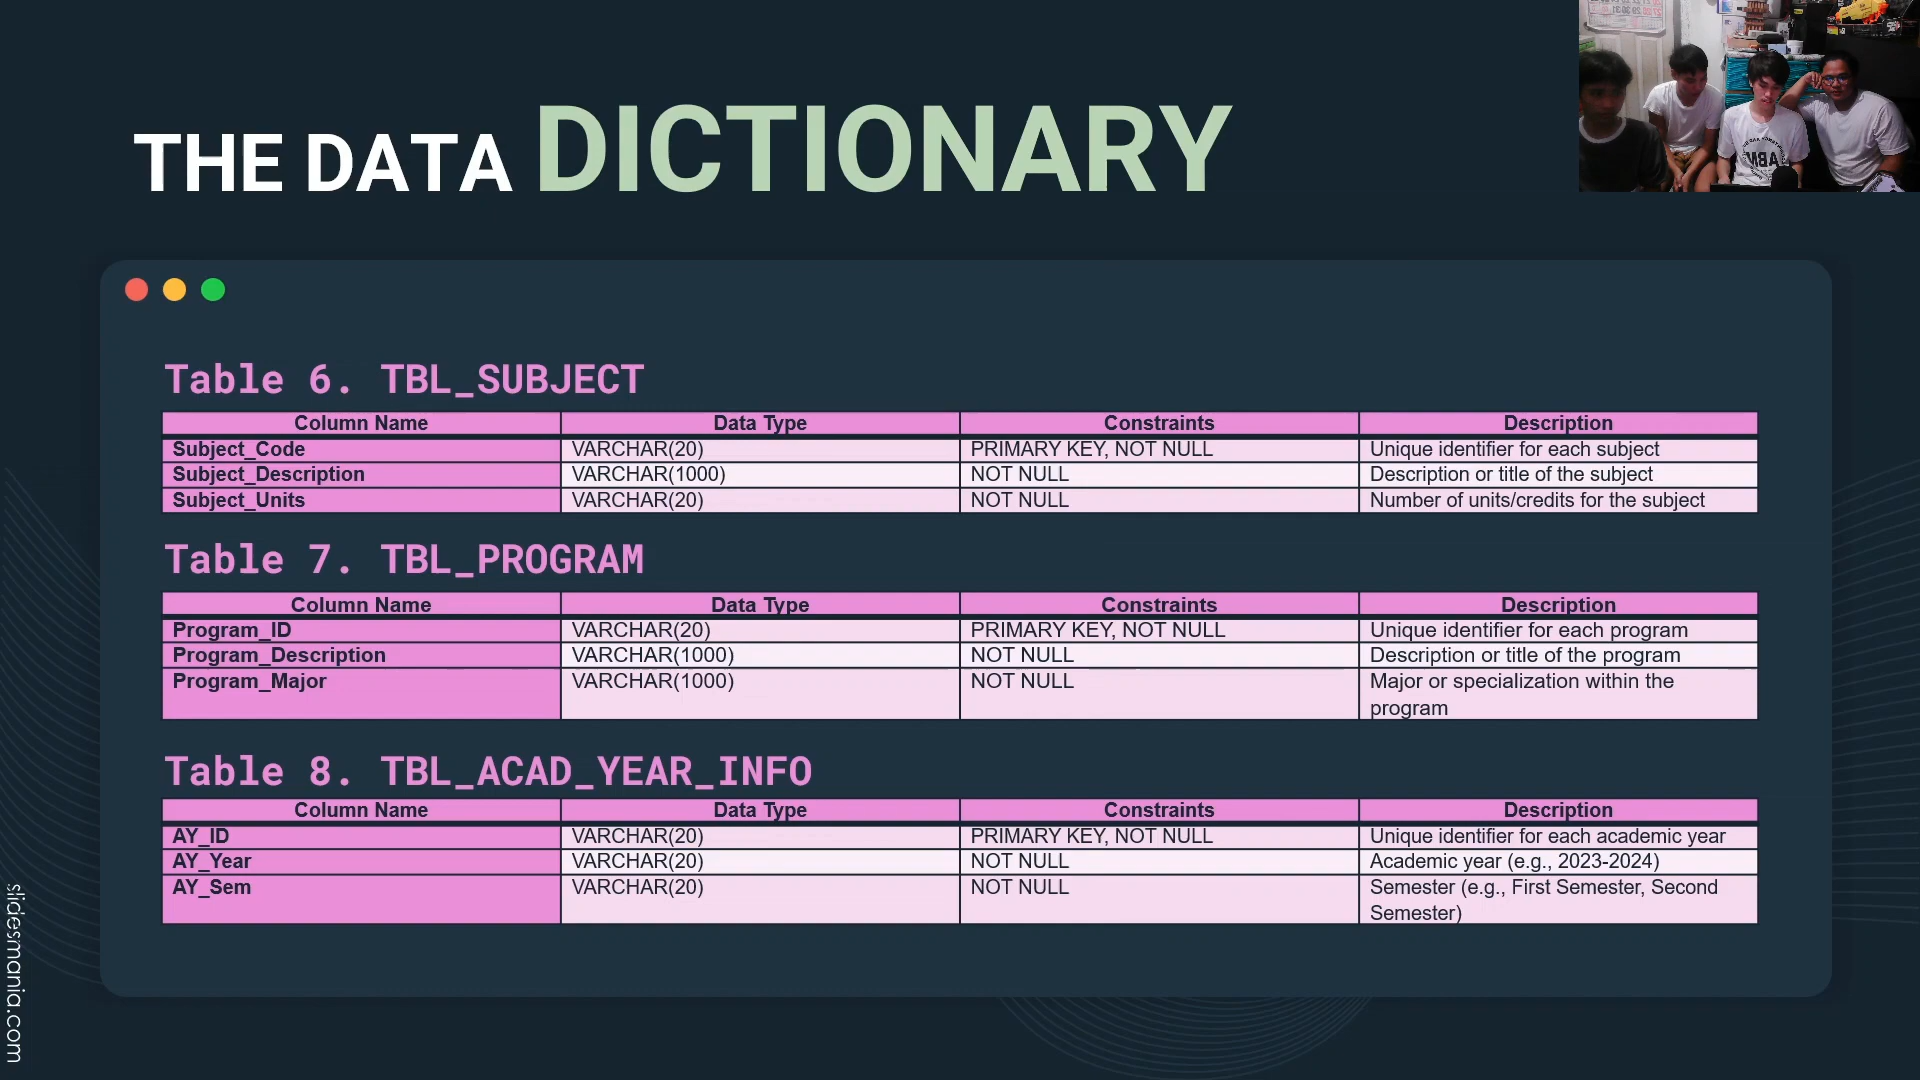 THE DATA DICTIONARY
Table 6. TBL_SUBJECT
Column Name Data Type Constraints Description
Subject_Code VARCHAR(20) PRIMARY KEY, NOT NULL Unique identifier for each subject
Subject_Description VARCHAR(1000) NOT NULL Description or title of the subject
Subject_Units VARCHAR(20) NOT NULL Number of units/credits for the subject
Table 7. TBL_PROGRAM
Column Name Data Type Constraints Description
Program_ID VARCHAR(20) PRIMARY KEY, NOT NULL Unique identifier for each program
Program_Description VARCHAR(1000) NOT NULL Description or title of the program
Program_Major VARCHAR(1000) NOT NULL Major or specialization within the
program
Table 8. TBL_ACAD_YEAR_INFO
Column Name Data Type Constraints Description
AY_ID VARCHAR(20) PRIMARY KEY, NOT NULL Unique identifier for each academic year
AY_Year VARCHAR(20) NOT NULL Academic year (e.g., 2023-2024)
AY_Sem VARCHAR(20) NOT NULL Semester (e.g., First Semester, Second
Semester)
slidesmania.com